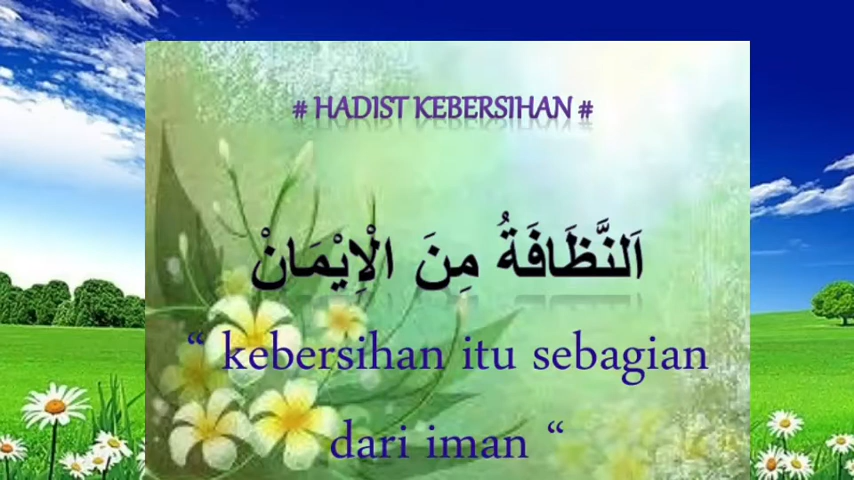 # HADIST KEBERSIHAN #
اَلنَّظَافَةُ مِنَ الْاِيْمَانْ
“ kebersihan itu sebagian
dari iman “